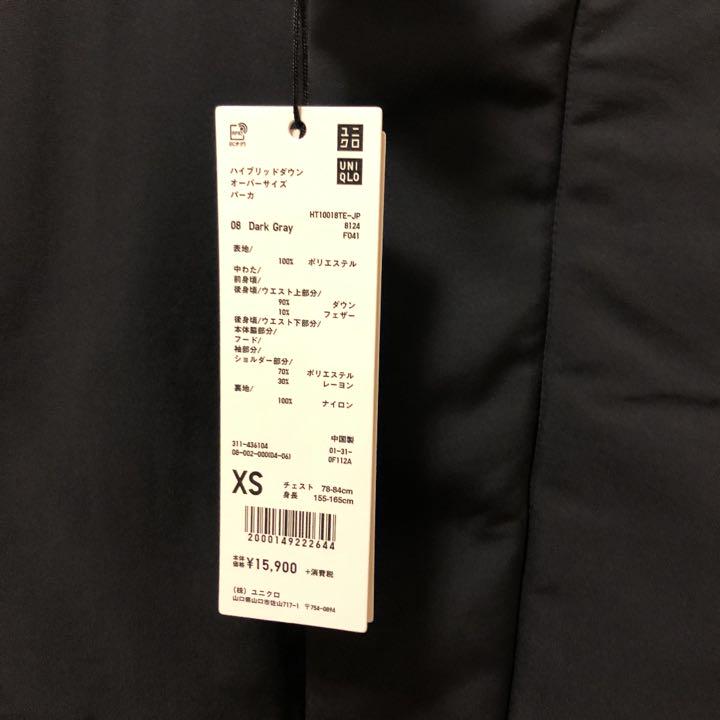 RFID
ユニ
クロ
UNI
QLO
ハイブリッドダウン
オーバーサイズ
パーカ
HT10018TE-JP
08 Dark Gray
8124
F041
表地/
100% ポリエステル
中わた/
前身頃/
後身頃/ウエスト上部分/
90% ダウン
10% フェザー
後身頃/ウエスト下部分/
本体脇部分/
フード/
袖部分/
ショルダー部分/
70% ポリエステル
30% レーヨン
裏地/
100% ナイロン
中国製
311-436104
01-31-
08-002-000(04-06)
0F112A
XS
チェスト 78-84cm
身長 155-165cm
2000149222644
本体
価格 ¥15,900 +消費税
(株) ユニクロ
山口県山口市佐山717-1 〒754-0894